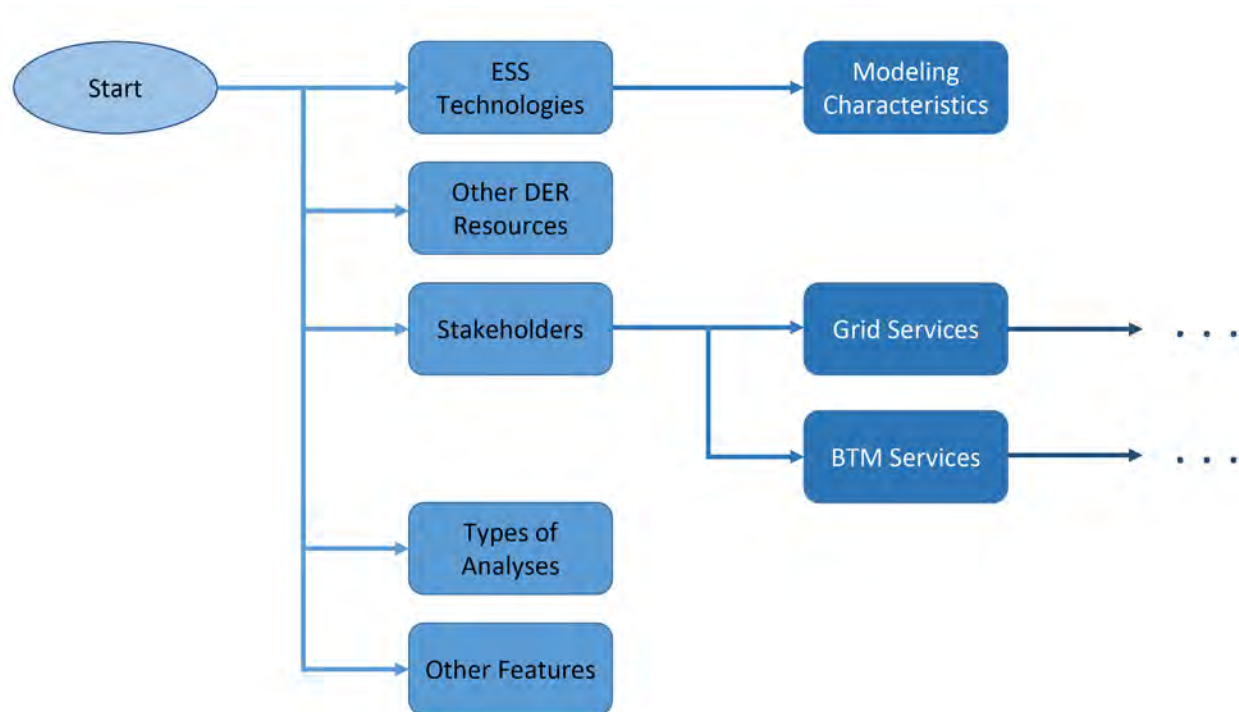 Start
ESS
Technologies
Modeling
Characteristics
Other DER
Resources
Stakeholders
Grid Services
. . .
BTM Services
. . .
Types of
Analyses
Other Features